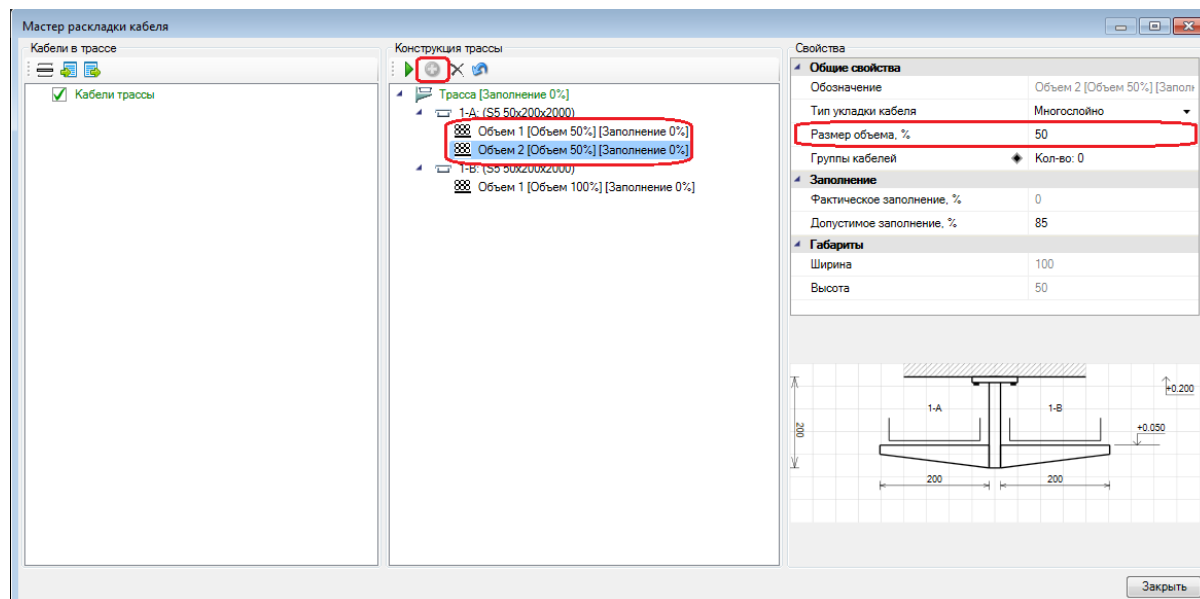 Мастер раскладки кабеля
Кабели в трассе
Кабели трассы
Конструкция трассы
Трасса [Заполнение 0%]
1-A: (S5 50x200x2000)
Объем 1 [Объем 50%] [Заполнение 0%]
Объем 2 [Объем 50%] [Заполнение 0%]
1-B: (S5 50x200x2000)
Объем 1 [Объем 100%] [Заполнение 0%]
Свойства
Общие свойства
Обозначение Объем 2 [Объем 50%] [Заполн
Тип укладки кабеля Многослойно
Размер объема, % 50
Группы кабелей Кол-во: 0
Заполнение
Фактическое заполнение, % 0
Допустимое заполнение, % 85
Габариты
Ширина 100
Высота 50
+0.200
1-A 1-B
+0.050
200
200 200
Закрыть